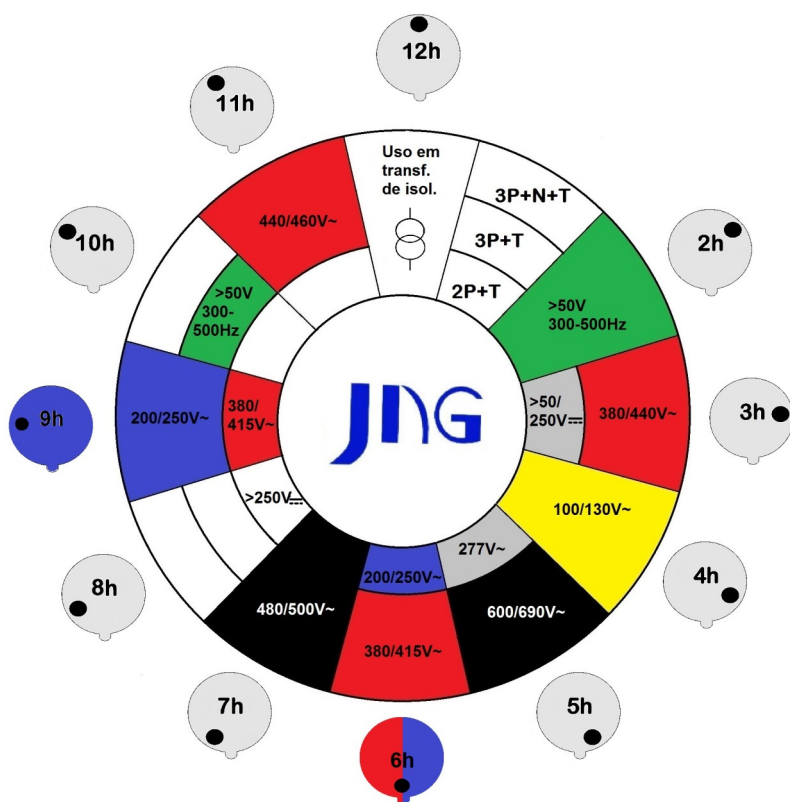 12h
11h
Uso em
transf.
de isol.
3P+N+T
3P+T
2P+T
440/460V~
10h
2h
>50V
300-
500Hz
>50V
300-500Hz
9h
200/250V~
380/
415V~
JNG
>50/
250V⎓
380/440V~
3h
>250V⎓
100/130V~
277V~
200/250V~
8h
4h
480/500V~
600/690V~
380/415V~
7h
5h
6h